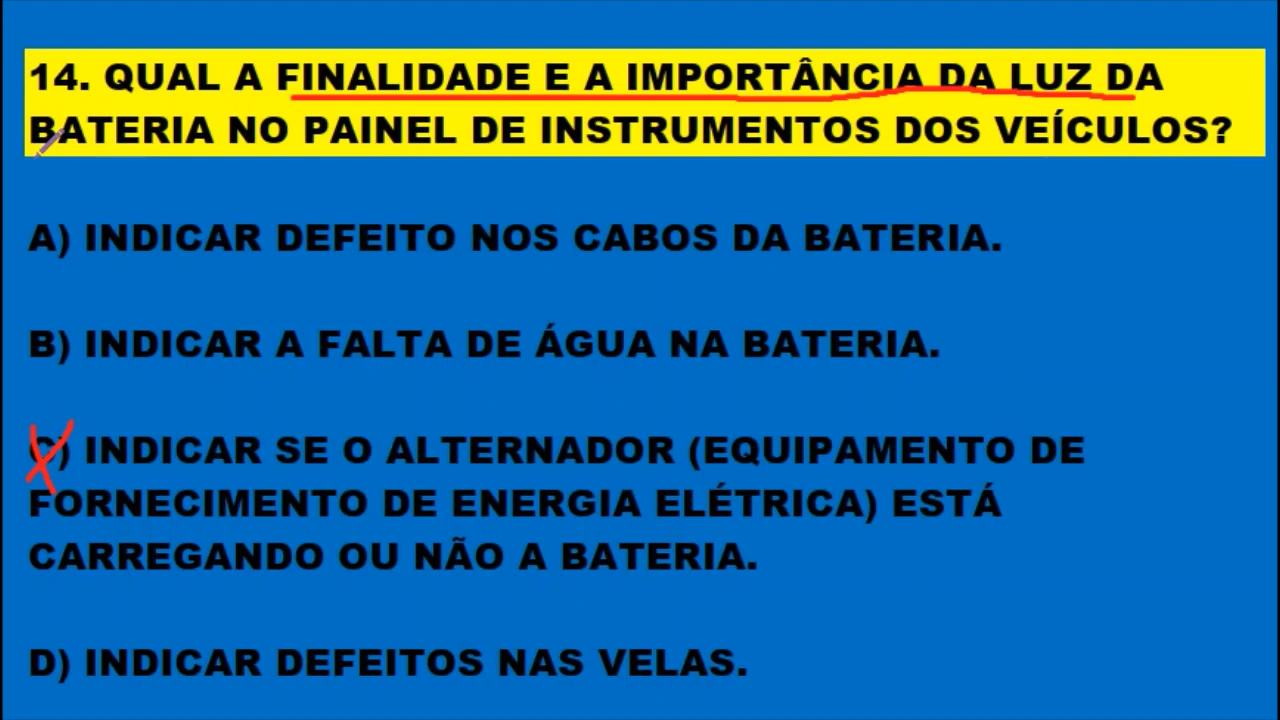 14. QUAL A FINALIDADE E A IMPORTÂNCIA DA LUZ DA
BATERIA NO PAINEL DE INSTRUMENTOS DOS VEÍCULOS?
A) INDICAR DEFEITO NOS CABOS DA BATERIA.
B) INDICAR A FALTA DE ÁGUA NA BATERIA.
C) INDICAR SE O ALTERNADOR (EQUIPAMENTO DE
FORNECIMENTO DE ENERGIA ELÉTRICA) ESTÁ
CARREGANDO OU NÃO A BATERIA.
D) INDICAR DEFEITOS NAS VELAS.